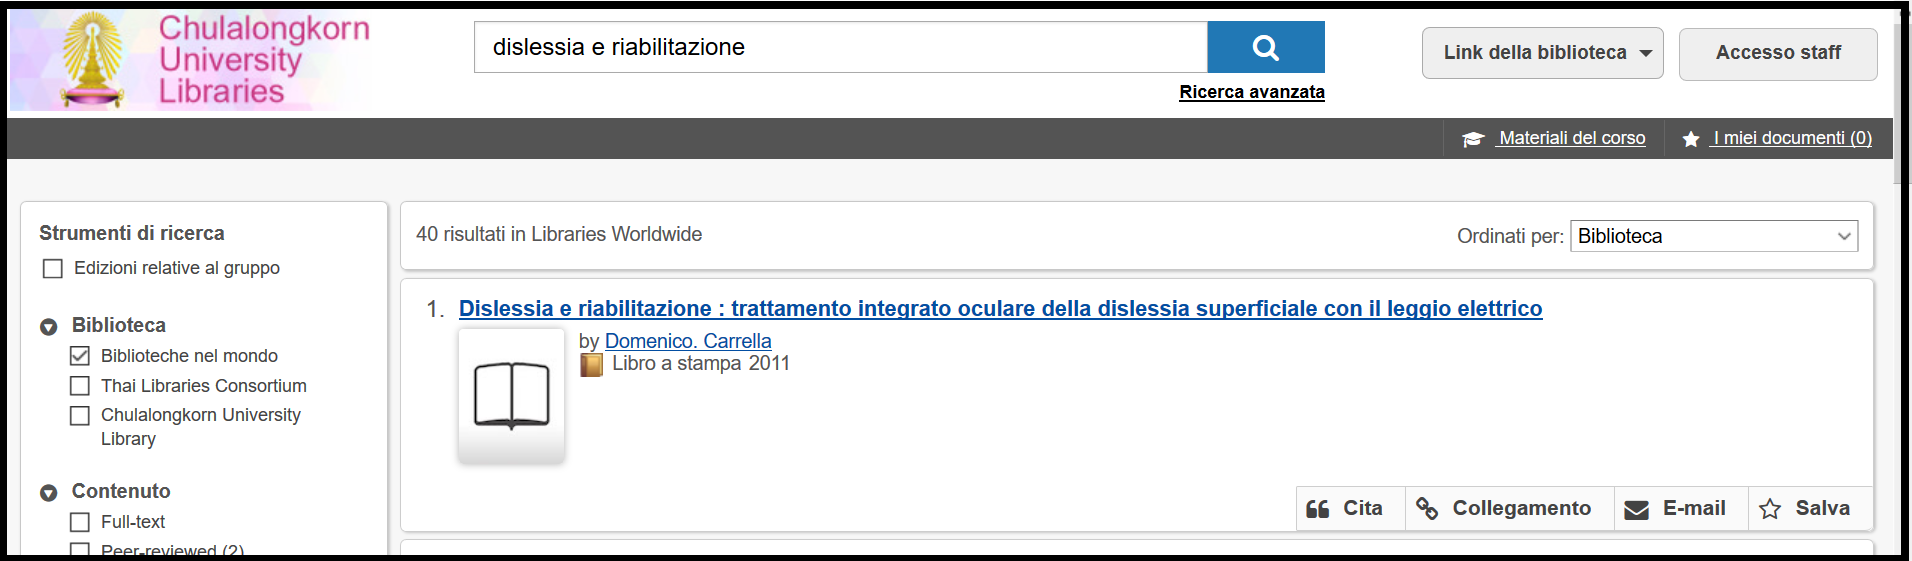 Chulalongkorn
University
Libraries
dislessia e riabilitazione
Ricerca avanzata
Link della biblioteca
Accesso staff
Materiali del corso
I miei documenti (0)
Strumenti di ricerca
Edizioni relative al gruppo
Biblioteca
Biblioteche nel mondo
Thai Libraries Consortium
Chulalongkorn University
Library
Contenuto
Full-text
Peer-reviewed (2)
40 risultati in Libraries Worldwide
Ordinati per: Biblioteca
1. Dislessia e riabilitazione : trattamento integrato oculare della dislessia superficiale con il leggio elettrico
by Domenico. Carrella
Libro a stampa 2011
Cita
Collegamento
E-mail
Salva